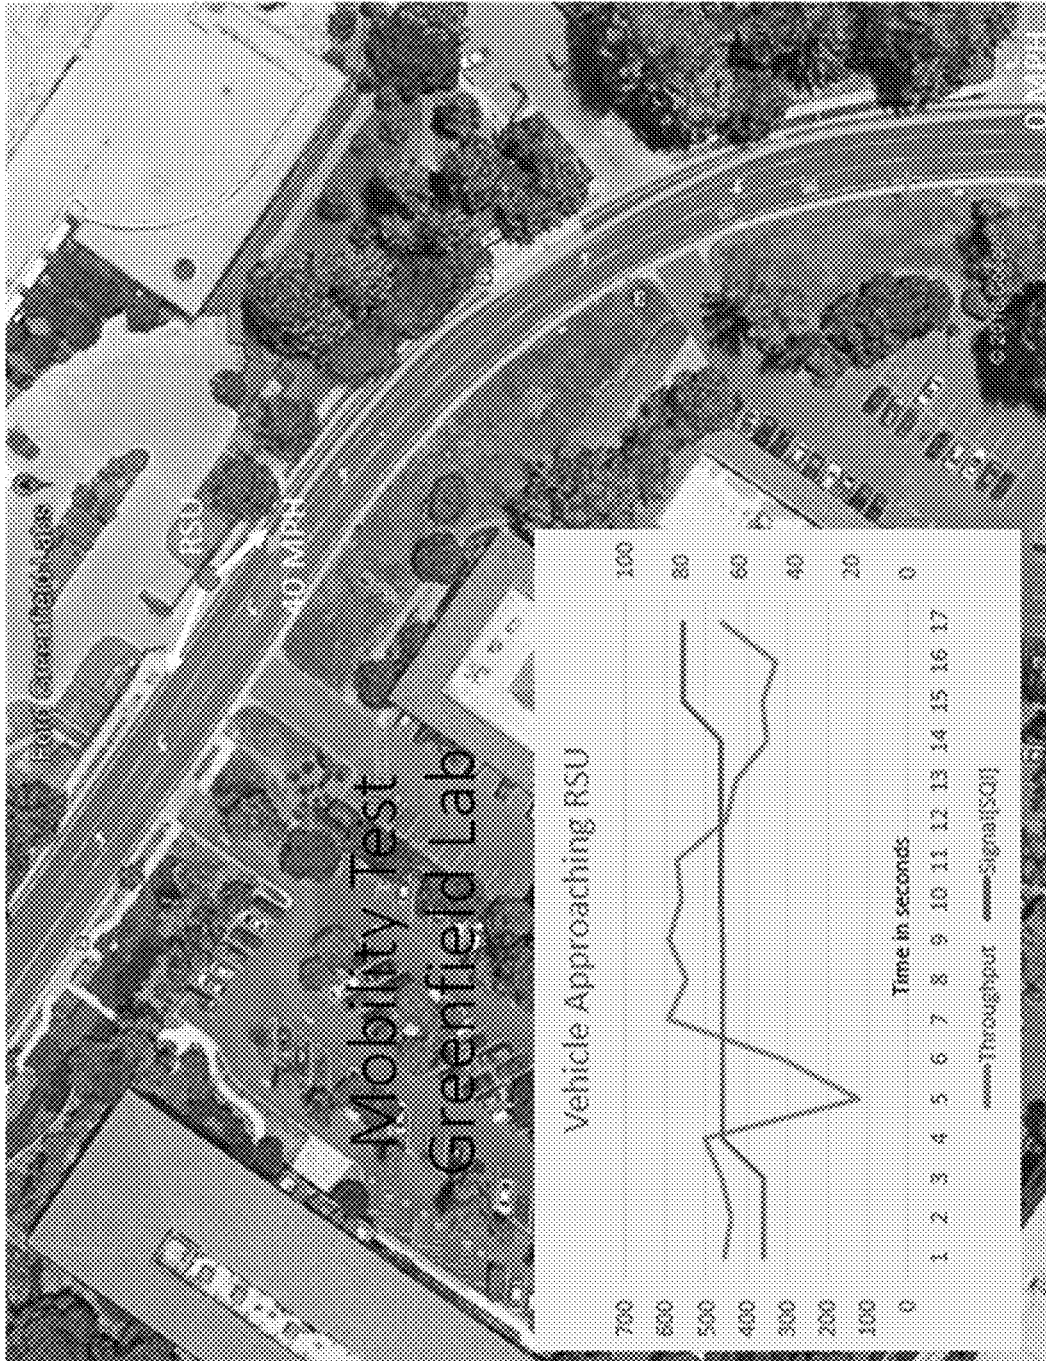 Mobility Test
Greenfield Lab
RSU
40 MPH
0 MPH
Vehicle Approaching RSU
700
600
500
400
300
200
100
0
100
80
60
40
20
0
1 2 3 4 5 6 7 8 9 10 11 12 13 14 15 16 17
Time in seconds
Throughput Signal(SQI)